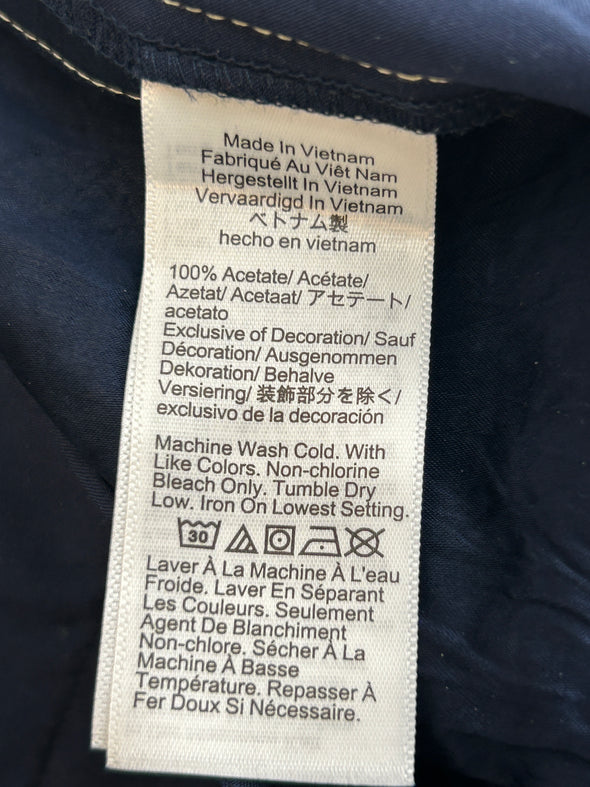 Made In Vietnam
Fabriqué Au Viêt Nam
Hergestellt In Vietnam
Vervaardigd In Vietnam
ベトナム製
hecho en vietnam
100% Acetate/ Acétate/
Azetat/ Acetaat/ アセテート/
acetato
Exclusive of Decoration/ Sauf
Décoration/ Ausgenommen
Dekoration/ Behalve
Versiering/ 装飾部分を除く/
exclusivo de la decoración
Machine Wash Cold. With
Like Colors. Non-chlorine
Bleach Only. Tumble Dry
Low. Iron On Lowest Setting.
30
Laver À La Machine À L'eau
Froide. Laver En Séparant
Les Couleurs. Seulement
Agent De Blanchiment
Non-chlore. Sécher À La
Machine À Basse
Température. Repasser À
Fer Doux Si Nécessaire.